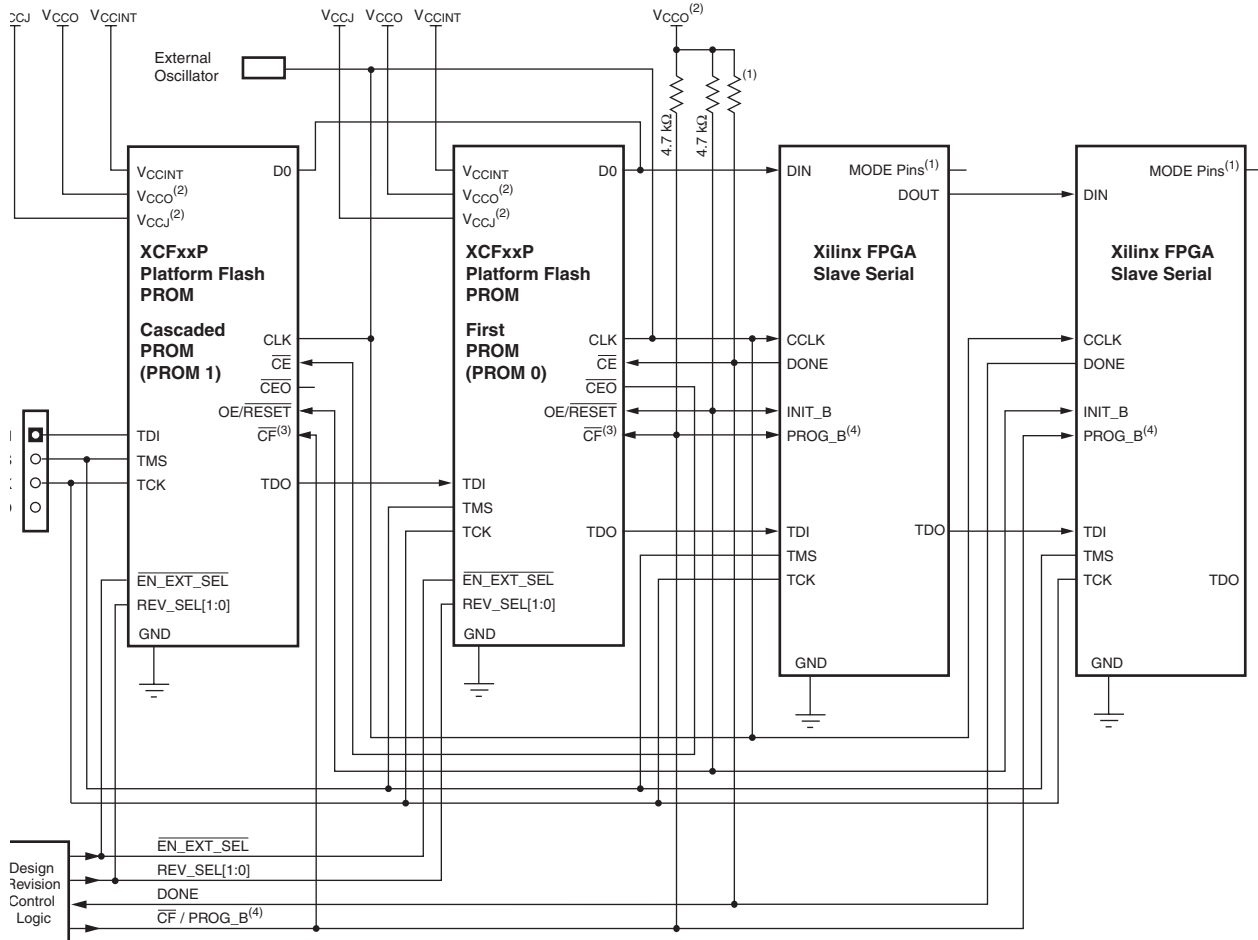 VCCO VCCINT
VCCJ VCCO VCCINT
VCCO(2)
External
Oscillator
(1)
4.7 kΩ
4.7 kΩ
VCCINT
VCCO(2)
VCCJ(2)
D0
XCFxxP
Platform Flash
PROM
Cascaded
PROM
(PROM 1)
CLK
CE
CEO
OE/RESET
CF(3)
TDI
TMS
TCK
TDO
EN_EXT_SEL
REV_SEL[1:0]
GND
VCCINT
VCCO(2)
VCCJ(2)
D0
XCFxxP
Platform Flash
PROM
First
PROM
(PROM 0)
CLK
CE
CEO
OE/RESET
CF(3)
TDI
TMS
TCK
TDO
EN_EXT_SEL
REV_SEL[1:0]
GND
DIN
MODE Pins(1)
DOUT
Xilinx FPGA
Slave Serial
CCLK
DONE
INIT_B
PROG_B(4)
TDI
TMS
TCK
TDO
GND
MODE Pins(1)
DIN
Xilinx FPGA
Slave Serial
CCLK
DONE
INIT_B
PROG_B(4)
TDI
TMS
TCK
TDO
GND
Design
Revision
Control
Logic
EN_EXT_SEL
REV_SEL[1:0]
DONE
CF / PROG_B(4)